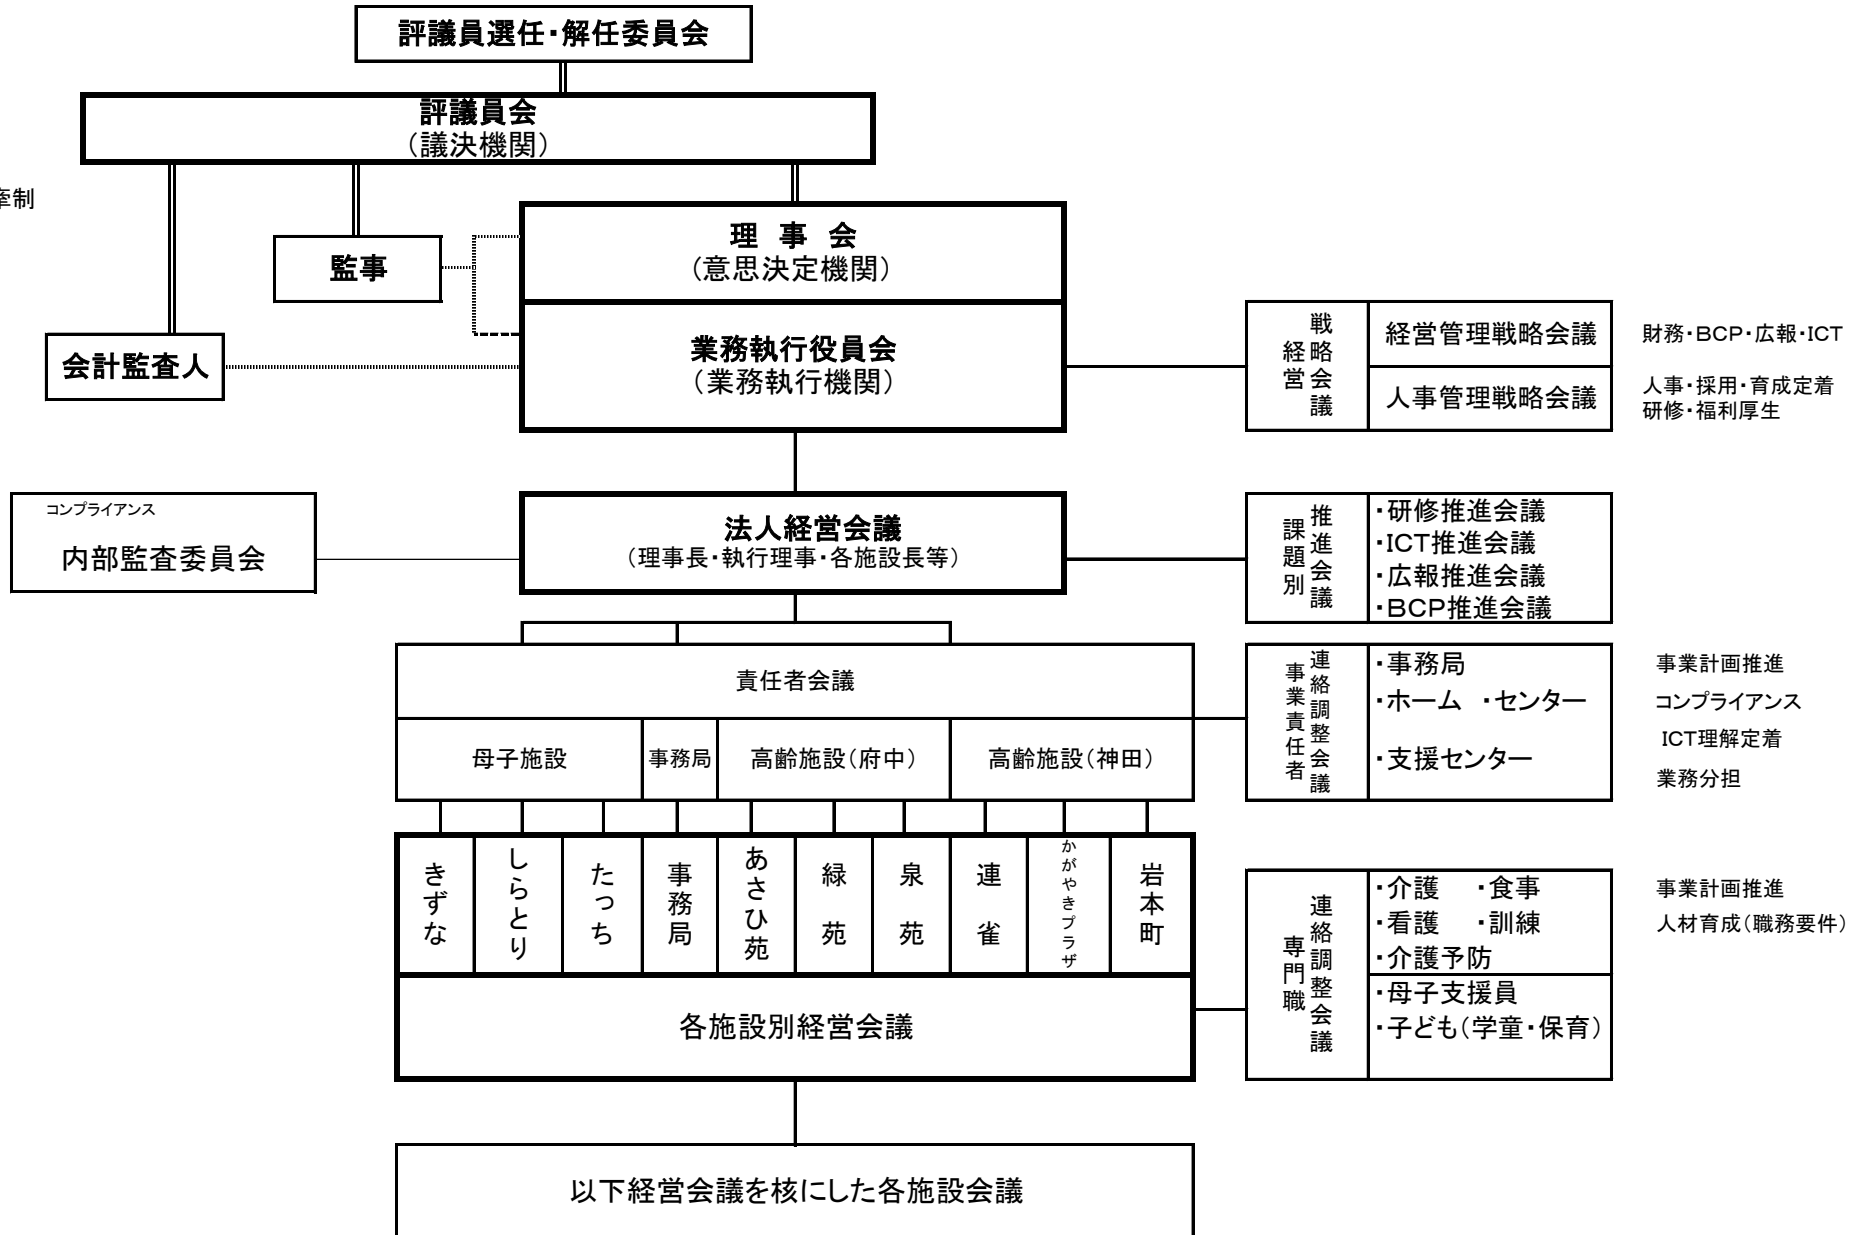 評議員選任・解任委員会
評議員会
（議決機関）
牽制
理 事 会
（意思決定機関）
監事
業務執行役員会
（業務執行機関）
会計監査人
経営
戦略会議
経営管理戦略会議
人事管理戦略会議
財務・BCP・広報・ICT
人事・採用・育成定着
研修・福利厚生
コンプライアンス
内部監査委員会
法人経営会議
（理事長・執行理事・各施設長等）
課題別
推進会議
・研修推進会議
・ICT推進会議
・広報推進会議
・BCP推進会議
責任者会議
母子施設
事務局
高齢施設（府中）
高齢施設（神田）
事業責任者
連絡調整会議
・事務局
・ホーム ・センター
・支援センター
事業計画推進
コンプライアンス
ICT理解定着
業務分担
きずな
しらとり
たっち
事務局
あさひ苑
緑 苑
泉 苑
連 雀
かがやきプラザ
岩本町
各施設別経営会議
専門職
連絡調整会議
・介護 ・食事
・看護 ・訓練
・介護予防
・母子支援員
・子ども（学童・保育）
事業計画推進
人材育成（職務要件）
以下経営会議を核にした各施設会議